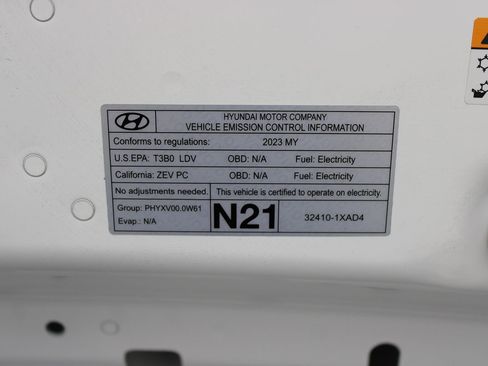 HYUNDAI MOTOR COMPANY
VEHICLE EMISSION CONTROL INFORMATION
Conforms to regulations: 2023 MY
U.S.EPA: T3B0 LDV OBD: N/A Fuel: Electricity
California: ZEV PC OBD: N/A Fuel: Electricity
No adjustments needed. This vehicle is certified to operate on electricity.
Group: PHYXV00.0W61
Evap.: N/A
N21
32410-1XAD4